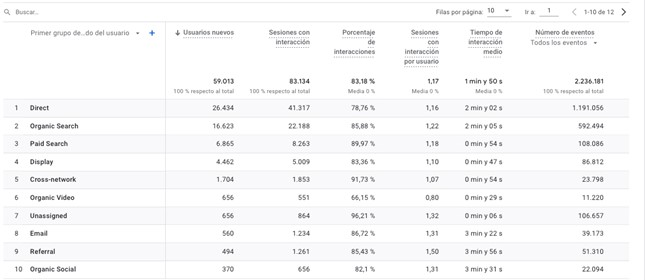 Buscar...
Filas por página: 10 Ir a: 1 1-10 de 12
Primer grupo de...do del usuario
Usuarios nuevos
Sesiones con interacción
Porcentaje de interacciones
Sesiones con interacción por usuario
Tiempo de interacción medio
Número de eventos
Todos los eventos
59.013 83.134 83,18 % 1,17 1 min y 50 s 2.236.181
100 % respecto al total 100 % respecto al total Media 0 % Media 0 % Media 0 % 100 % respecto al total
1 Direct 26.434 41.317 78,76 % 1,16 2 min y 02 s 1.191.056
2 Organic Search 16.623 22.188 85,88 % 1,22 2 min y 05 s 592.494
3 Paid Search 6.865 8.263 89,97 % 1,18 0 min y 54 s 108.086
4 Display 4.462 5.009 83,36 % 1,10 0 min y 47 s 86.812
5 Cross-network 1.704 1.853 91,73 % 1,07 0 min y 54 s 23.798
6 Organic Video 656 551 66,15 % 0,80 0 min y 29 s 11.220
7 Unassigned 656 864 96,21 % 1,32 0 min y 06 s 106.657
8 Email 560 1.234 86,72 % 1,31 3 min y 22 s 39.173
9 Referral 494 1.261 85,43 % 1,50 3 min y 56 s 51.310
10 Organic Social 370 656 82,1 % 1,31 3 min y 31 s 22.094